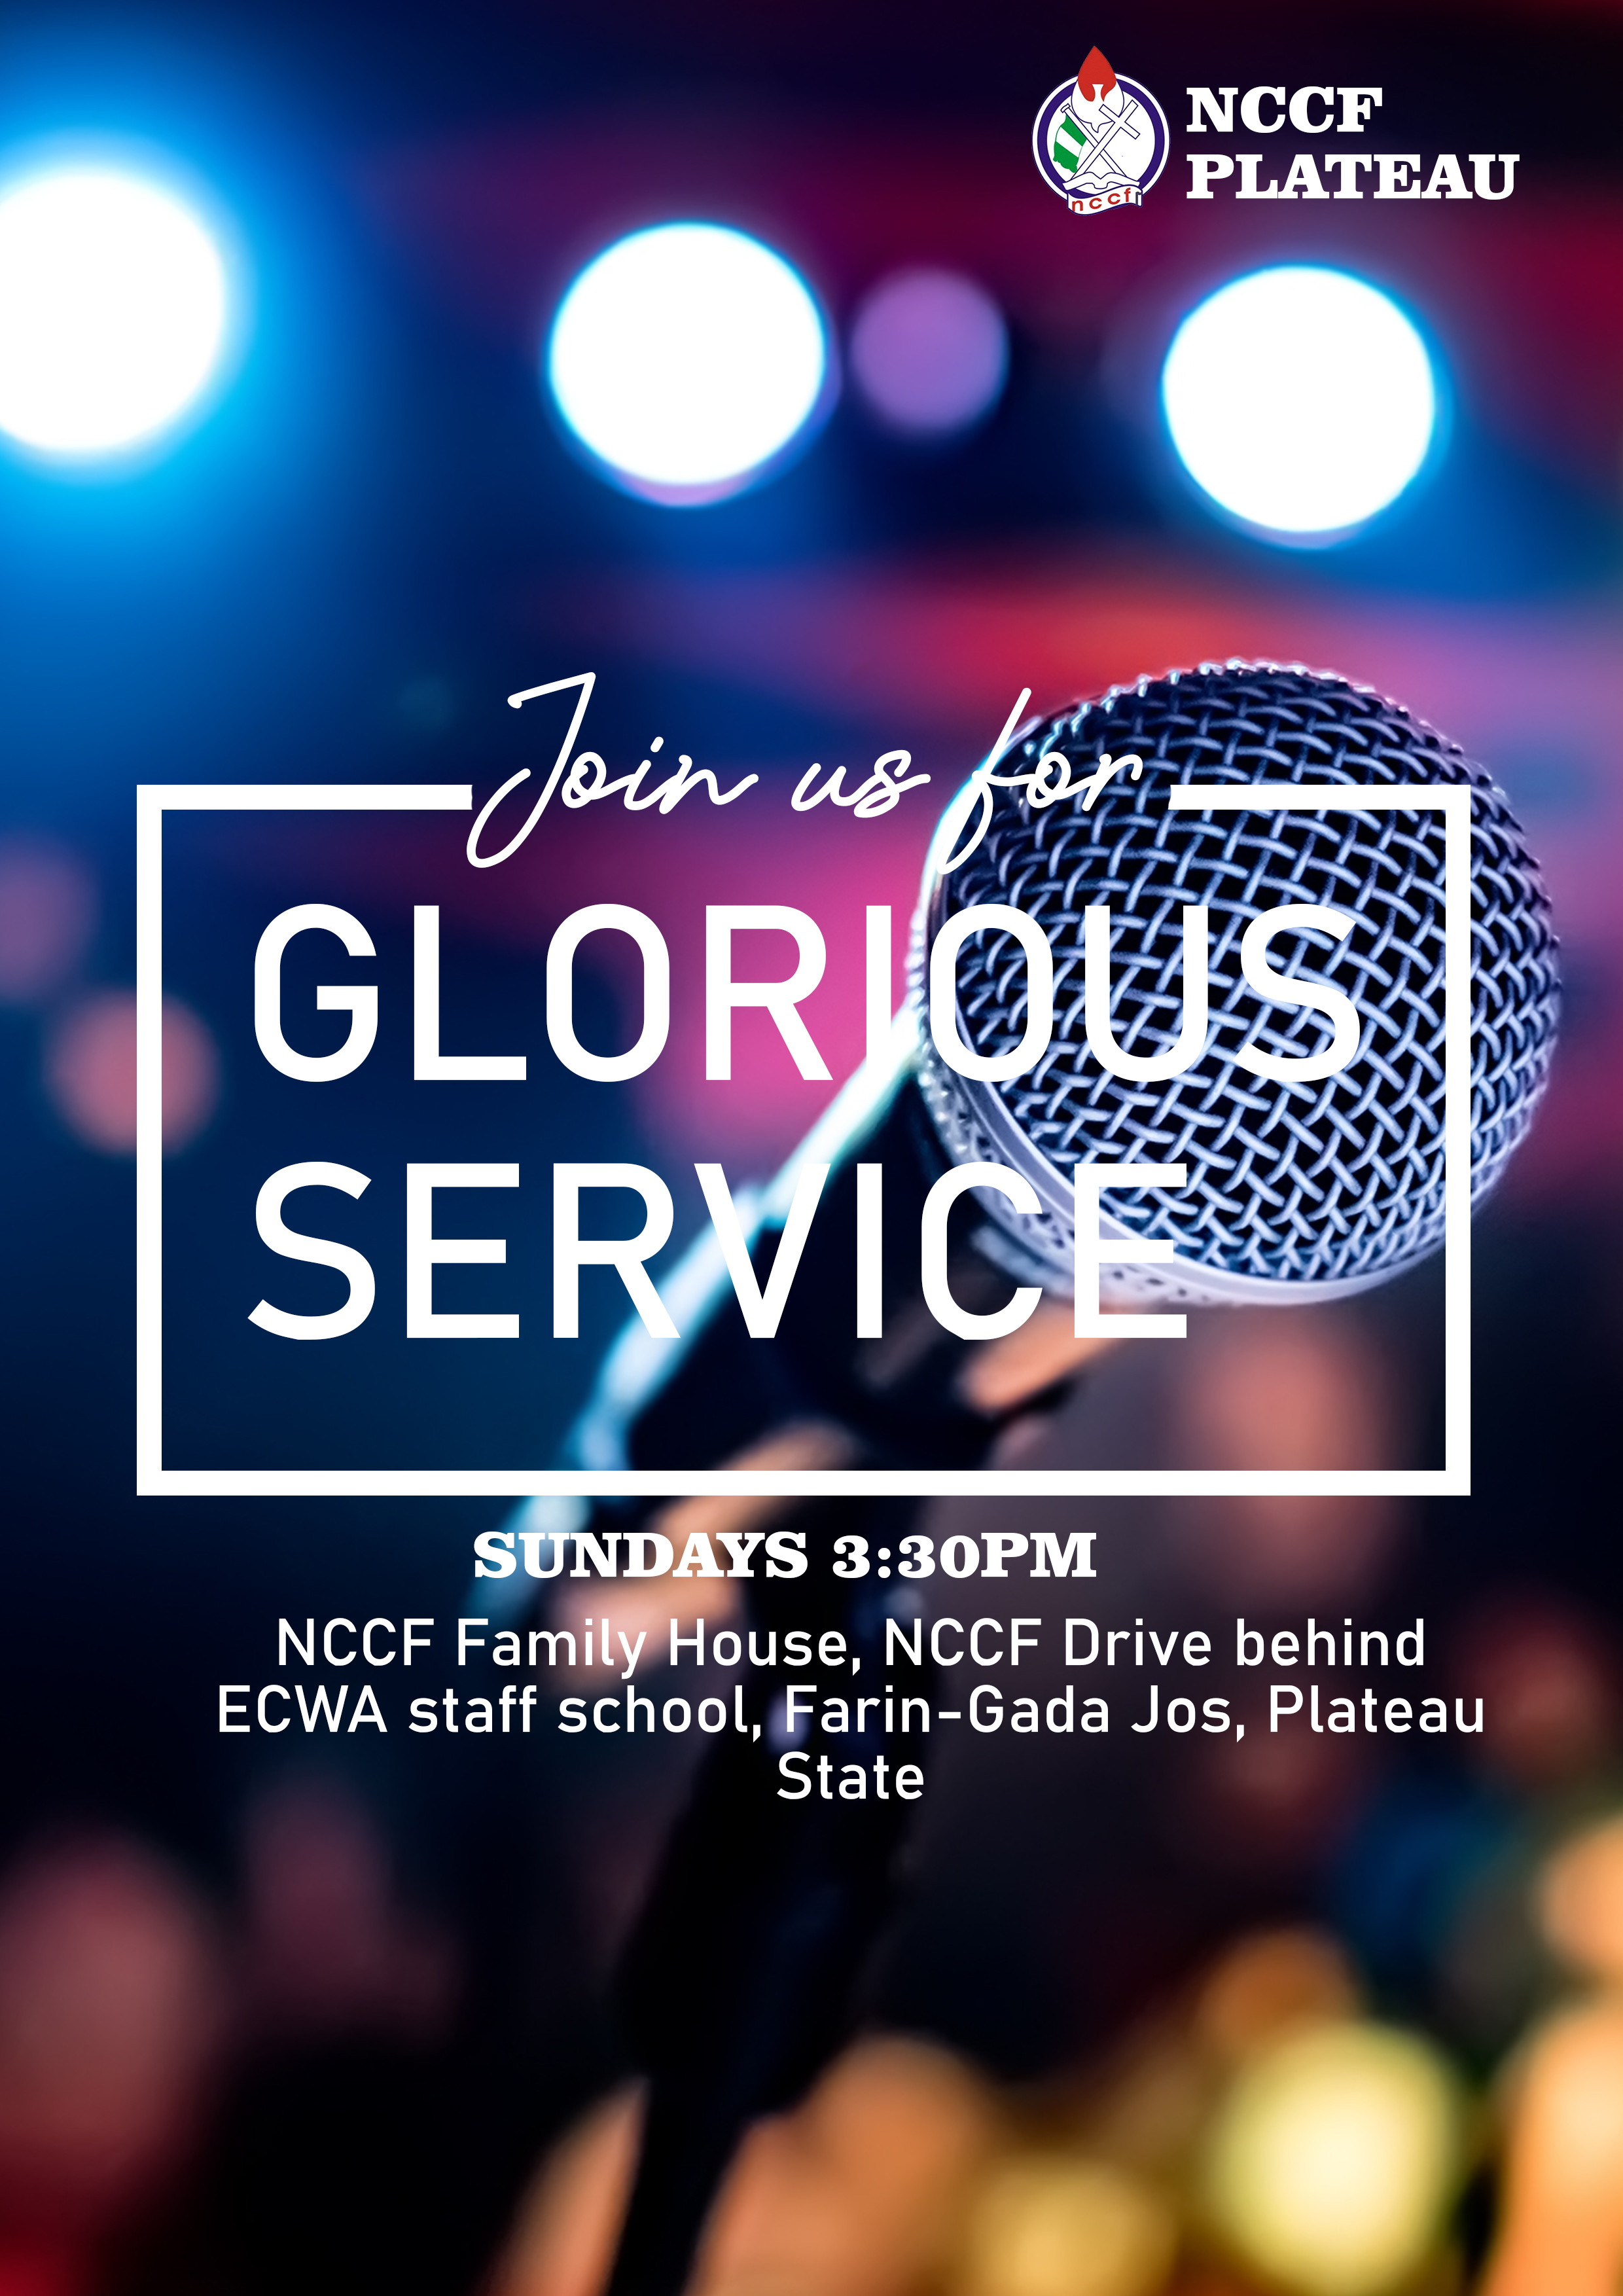 nccf
NCCF
PLATEAU
Join us for
GLORIOUS
SERVICE
SUNDAYS 3:30PM
NCCF Family House, NCCF Drive behind
ECWA staff school, Farin-Gada Jos, Plateau
State